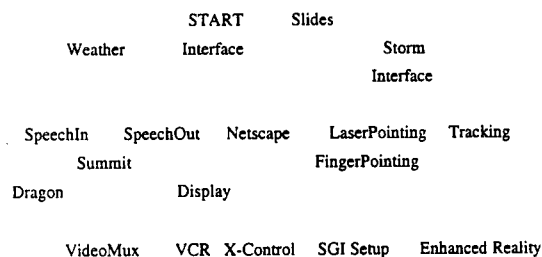 START Slides
Weather Interface Storm
Interface
SpeechIn SpeechOut Netscape LaserPointing Tracking
Summit FingerPointing
Dragon Display
VideoMux VCR X-Control SGI Setup Enhanced Reality